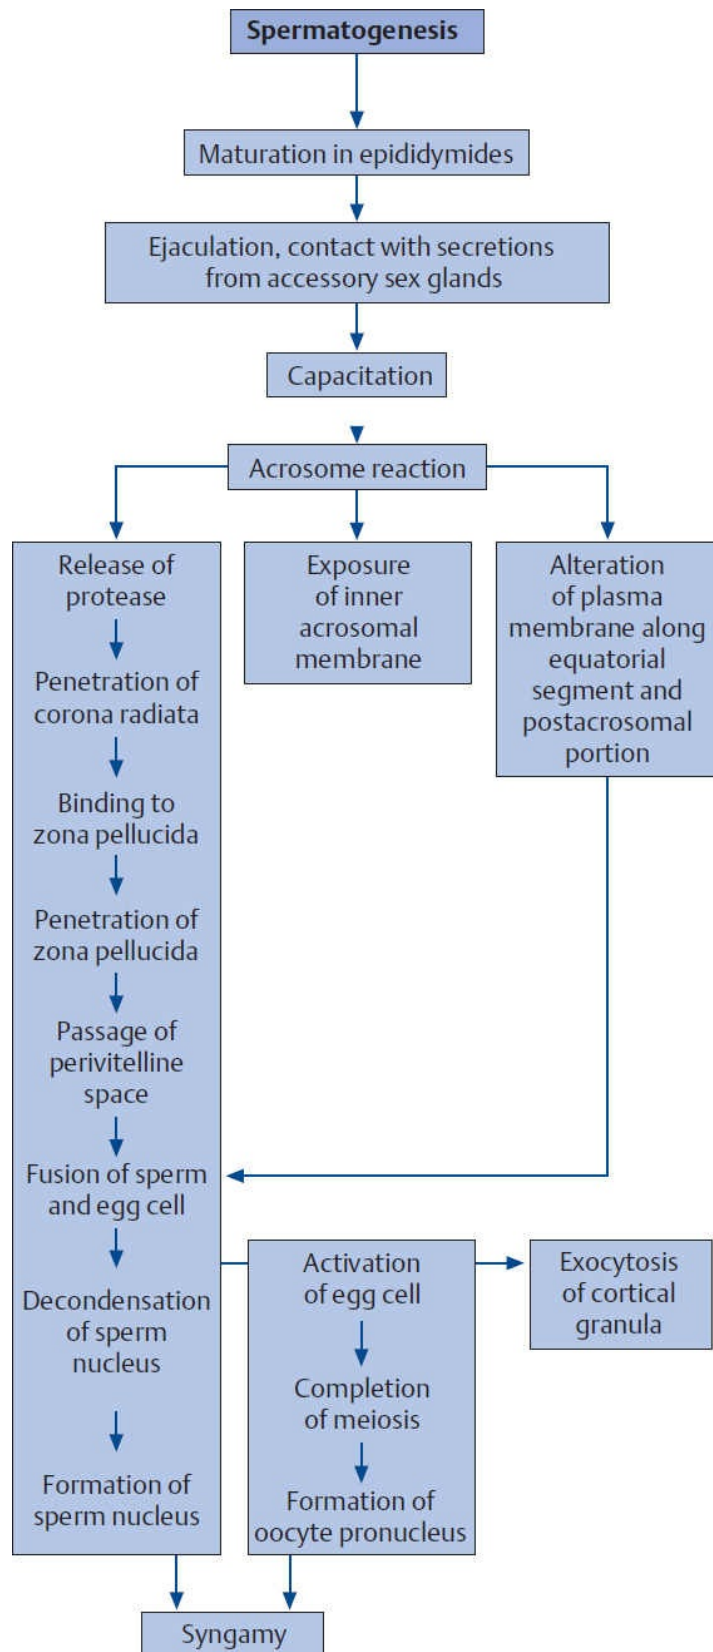 Spermatogenesis
Maturation in epididymides
Ejaculation, contact with secretions
from accessory sex glands
Capacitation
Acrosome reaction
Release of
protease
Penetration of
corona radiata
Binding to
zona pellucida
Penetration of
zona pellucida
Passage of
perivitelline
space
Fusion of sperm
and egg cell
Decondensation
of sperm
nucleus
Formation of
sperm nucleus
Exposure
of inner
acrosomal
membrane
Alteration
of plasma
membrane along
equatorial
segment and
postacrosomal
portion
Activation
of egg cell
Completion
of meiosis
Formation of
oocyte pronucleus
Exocytosis
of cortical
granula
Syngamy